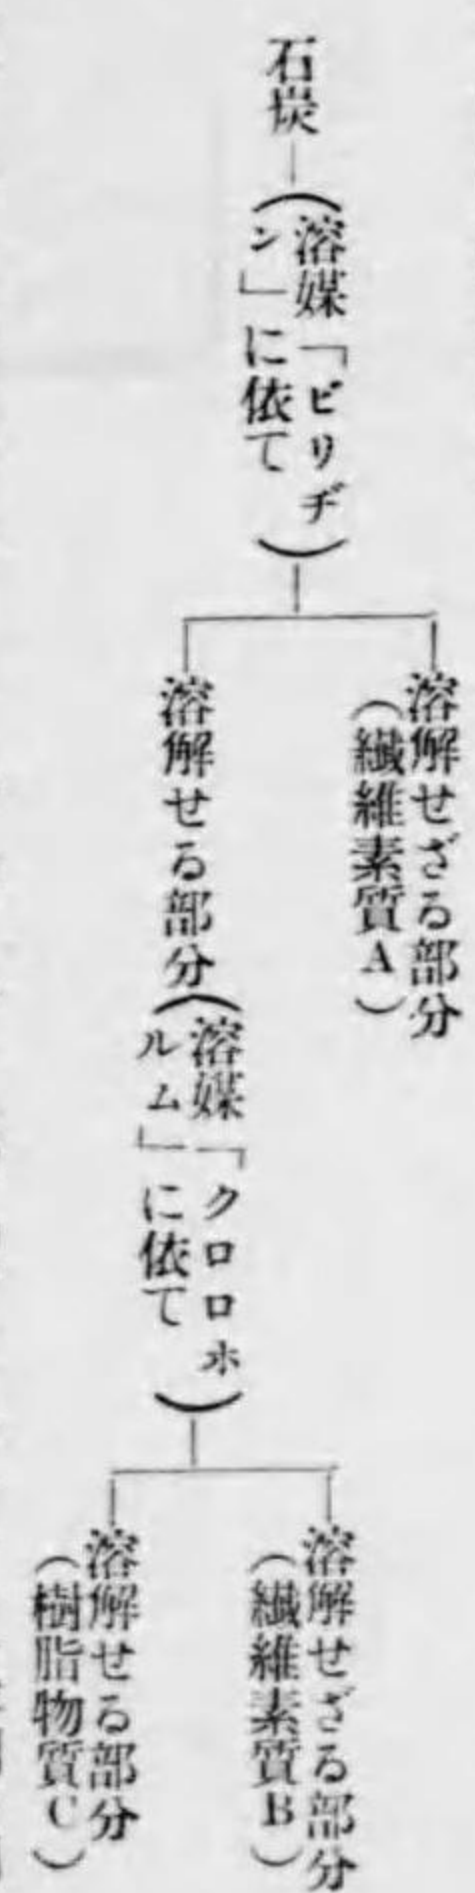 石炭
(溶媒「ピリヂ
ン」に依て)
溶解せざる部分
(繊維素質A)
溶解せる部分
(溶媒「クロロホ
ルム」に依て)
溶解せざる部分
(繊維素質B)
溶解せる部分
(樹脂物質C)